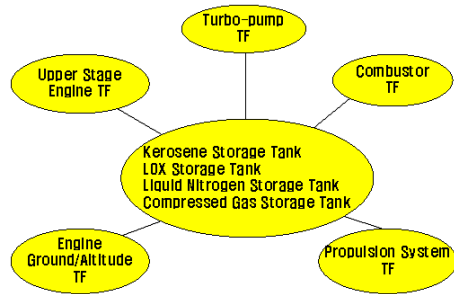 Turbo-pump
TF
Upper Stage
Engine TF
Combustor
TF
Kerosene Storage Tank
LOX Storage Tank
Liquid Nitrogen Storage Tank
Compressed Gas Storage Tank
Engine
Ground/Altitude
TF
Propulsion System
TF